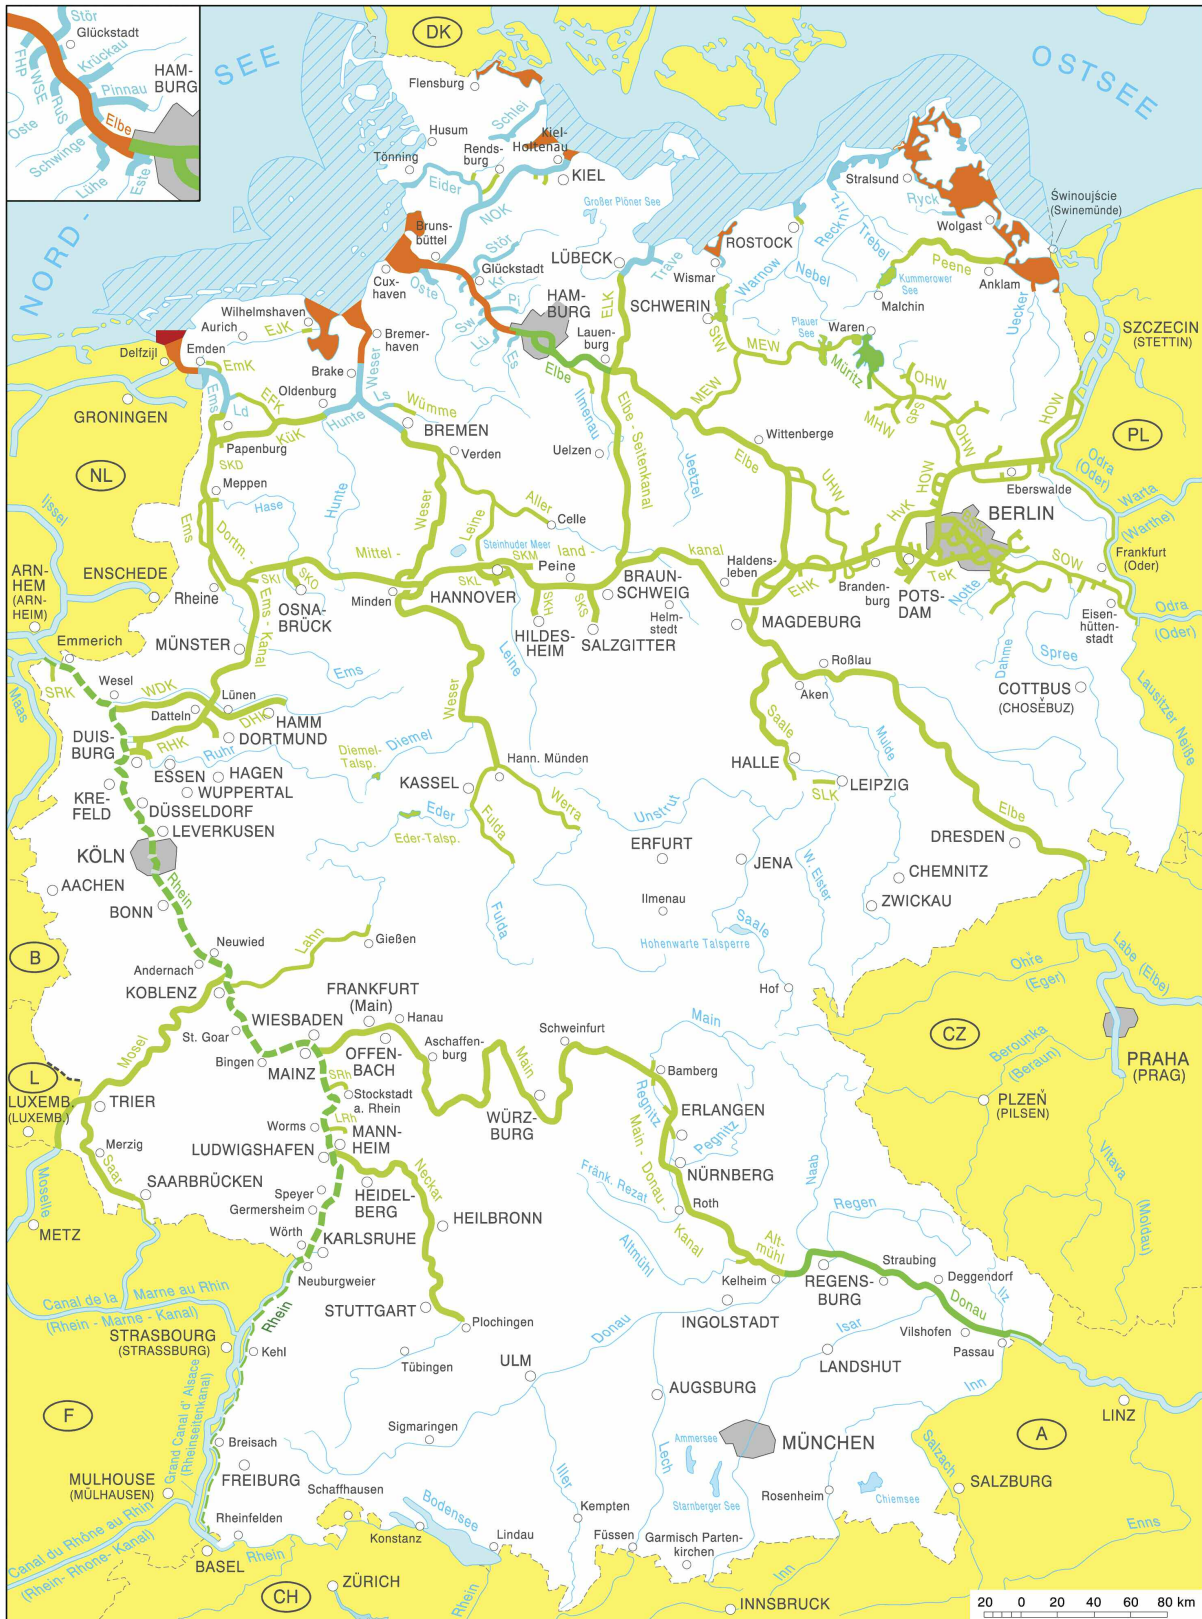 Stör
Glückstadt
Krückau
HAM-
BURG
FHP
WSE
RuS
Pinnau
Oste
Elbe
Schwinge
Lühe
Este
NORD-
SEE
OSTSEE
DK
Flensburg
Schlei
Husum
Kiel-
Holtenau
Rends-
burg
Tönning
Eider
NOK
KIEL
Großer Plöner See
Bruns-
büttel
Stör
Glückstadt
Kr
Pi
Cux-
haven
Oste
Sw
Lü
Es
HAM-
BURG
LÜBECK
Trave
Wismar
ROSTOCK
Warnow
Recknitz
Trebel
Nebel
Stralsund
Ryck
Wolgast
Świnoujście
(Swinemünde)
Peene
Anklam
Kummerower
See
Malchin
Uecker
SCHWERIN
StW
ELK
Lauen-
burg
Elbe
MEW
MEW
Plauer
See
Waren
Müritz
OHW
GPS
MHW
OHW
HOW
SZCZECIN
(STETTIN)
PL
Wilhelmshaven
Aurich
EJK
Bremer-
haven
Delfzijl
Emden
EmK
Brake
Weser
Oldenburg
EFK
Ems
Ld
Ls
Hunte
Wümme
BREMEN
KüK
GRONINGEN
NL
Papenburg
SKD
Verden
Meppen
Hase
Hunte
Weser
Leine
Aller
Celle
Ilmenau
Uelzen
Elbe - Seitenkanal
Jeetzel
Wittenberge
Elbe
UHW
HvK
HOW
Eberswalde
BERLIN
Odra
(Oder)
Warta
(Warthe)
Frankfurt
(Oder)
SOW
TeK
Notte
Dahme
Eisen-
hütten-
stadt
Odra
(Oder)
Spree
POTS-
DAM
Branden-
burg
EHK
Haldens-
leben
IJssel
ARN-
HEM
(ARN-
HEIM)
ENSCHEDE
Ems
Dortm. -
Ems - Kanal
Rheine
SKI
SKO
OSNA-
BRÜCK
Mittel -
land -
kanal
Minden
Steinhuder Meer
SKM
SKL
SKH
SKS
HANNOVER
Peine
BRAUN-
SCHWEIG
Helm-
stedt
HILDES-
HEIM
SALZGITTER
Leine
MAGDEBURG
Emmerich
SRK
Maas
MÜNSTER
Ems
Wesel
WDK
Lünen
Datteln
DHK
HAMM
DORTMUND
DUIS-
BURG
RHK
Ruhr
ESSEN
HAGEN
WUPPERTAL
KRE-
FELD
DÜSSELDORF
LEVERKUSEN
KÖLN
AACHEN
BONN
Rhein
Diemel-
Talsp.
Diemel
Weser
Hann. Münden
KASSEL
Eder
Eder-Talsp.
Fulda
Werra
Fulda
Unstrut
ERFURT
Ilmenau
JENA
Saale
Hohenwarte Talsperre
Hof
W. Elster
Roßlau
Aken
Saale
Mulde
HALLE
SLK
LEIPZIG
Elbe
DRESDEN
CHEMNITZ
ZWICKAU
COTTBUS
(CHOŚEBUZ)
Lausitzer Neiße
Neuwied
Andernach
KOBLENZ
Lahn
Gießen
B
L
LUXEMB.
(LUXEMB.)
Mosel
TRIER
Merzig
Saar
SAARBRÜCKEN
Moselle
METZ
St. Goar
Bingen
WIESBADEN
MAINZ
FRANKFURT
(Main)
Hanau
OFFEN-
BACH
Aschaffen-
burg
Main
WÜRZ-
BURG
Schweinfurt
Main
Bamberg
Regnitz
ERLANGEN
Pegnitz
NÜRNBERG
Fränk. Rezat
Roth
Main - Donau -
Kanal
Altmühl
Alt-
mühl
Naab
Regen
SRh
Stockstadt
a. Rhein
LRh
Worms
MANN-
HEIM
LUDWIGSHAFEN
Neckar
Speyer
Germersheim
HEIDEL-
BERG
HEILBRONN
Wörth
KARLSRUHE
Neuburgweier
STUTTGART
Plochingen
Tübingen
Rhein
Ohře
(Eger)
Labe (Elbe)
CZ
Berounka
(Beraun)
PRAHA
(PRAG)
PLZEŇ
(PILSEN)
Vltava
(Moldau)
Kelheim
REGENS-
BURG
Straubing
Deggendorf
Donau
Ilz
Vilshofen
Passau
INGOLSTADT
Isar
LANDSHUT
Inn
LINZ
A
Canal de la Marne au Rhin
(Rhein - Marne - Kanal)
STRASBOURG
(STRASSBURG)
Kehl
Grand Canal d' Alsace
(Rheinseitenkanal)
F
Breisach
FREIBURG
MULHOUSE
(MÜLHAUSEN)
Canal du Rhône au Rhin
(Rhein- Rhone- Kanal)
Rheinfelden
BASEL
Rhein
Schaffhausen
Konstanz
Bodensee
Lindau
Rhein
CH
ZÜRICH
Sigmaringen
ULM
Donau
Iller
AUGSBURG
Lech
Ammersee
Starnberger See
MÜNCHEN
Kempten
Füssen
Garmisch Parten-
kirchen
Rosenheim
Chiemsee
Inn
INNSBRUCK
Salzach
SALZBURG
Enns
20 0 20 40 60 80 km